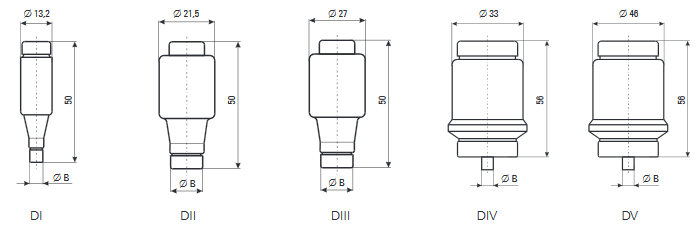 Ø 13,2
Ø 21,5
Ø 27
Ø 33
Ø 46
50
50
50
56
56
Ø B
Ø B
Ø B
Ø B
Ø B
DI
DII
DIII
DIV
DV